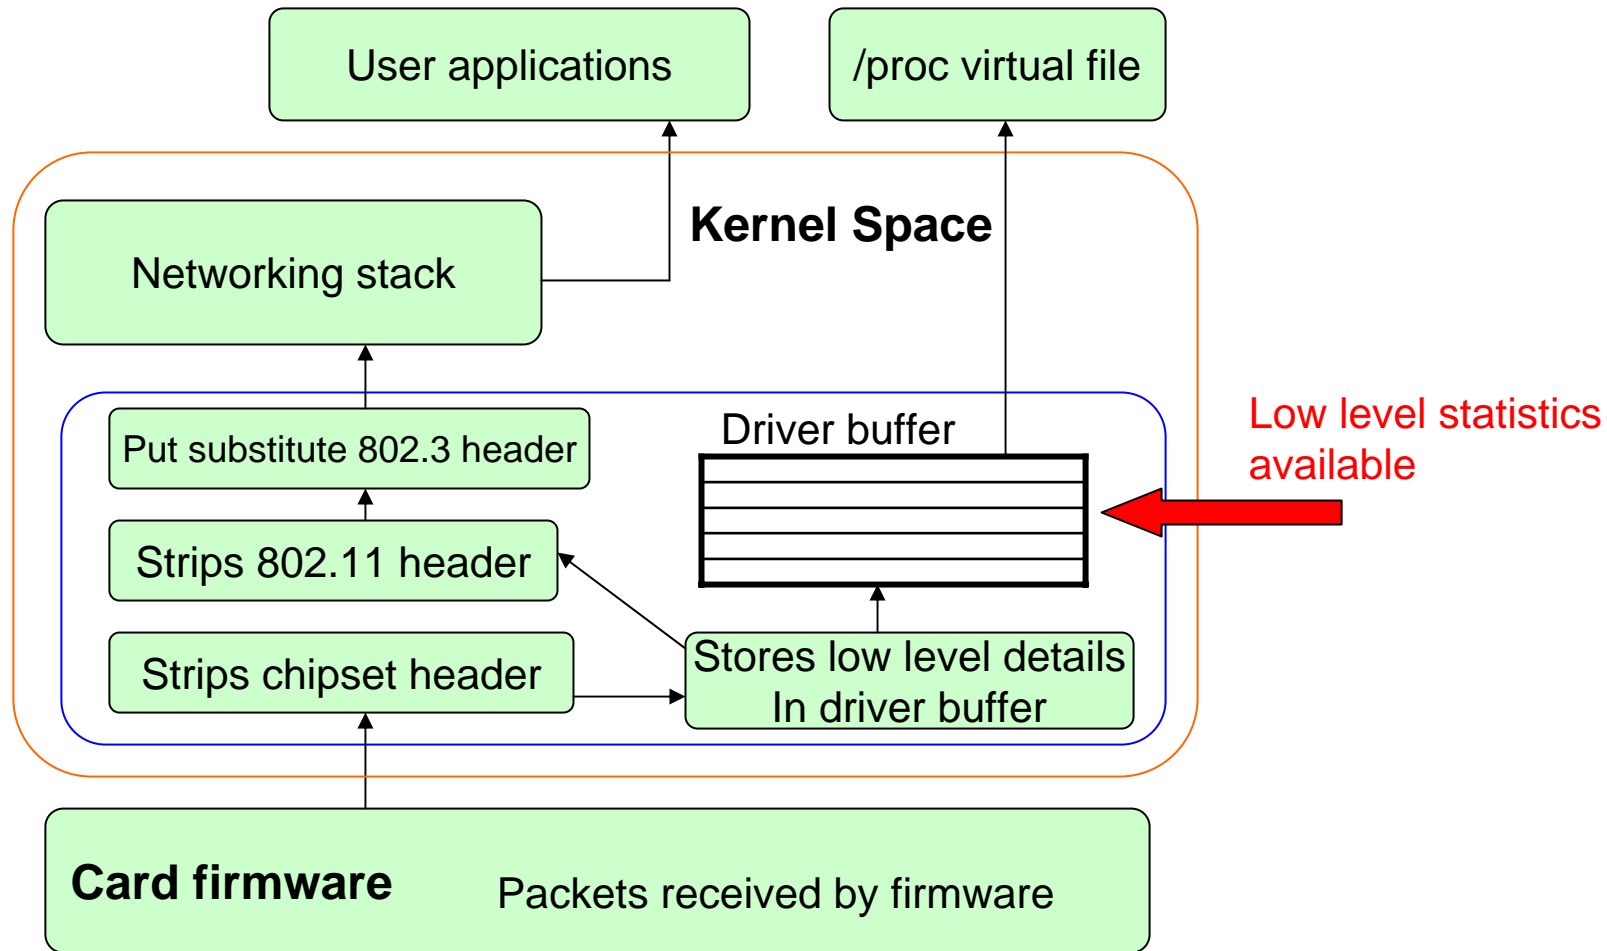 User applications
/proc virtual file
Kernel Space
Networking stack
Put substitute 802.3 header
Driver buffer
Low level statistics
available
Strips 802.11 header
Strips chipset header
Stores low level details
In driver buffer
Card firmware
Packets received by firmware